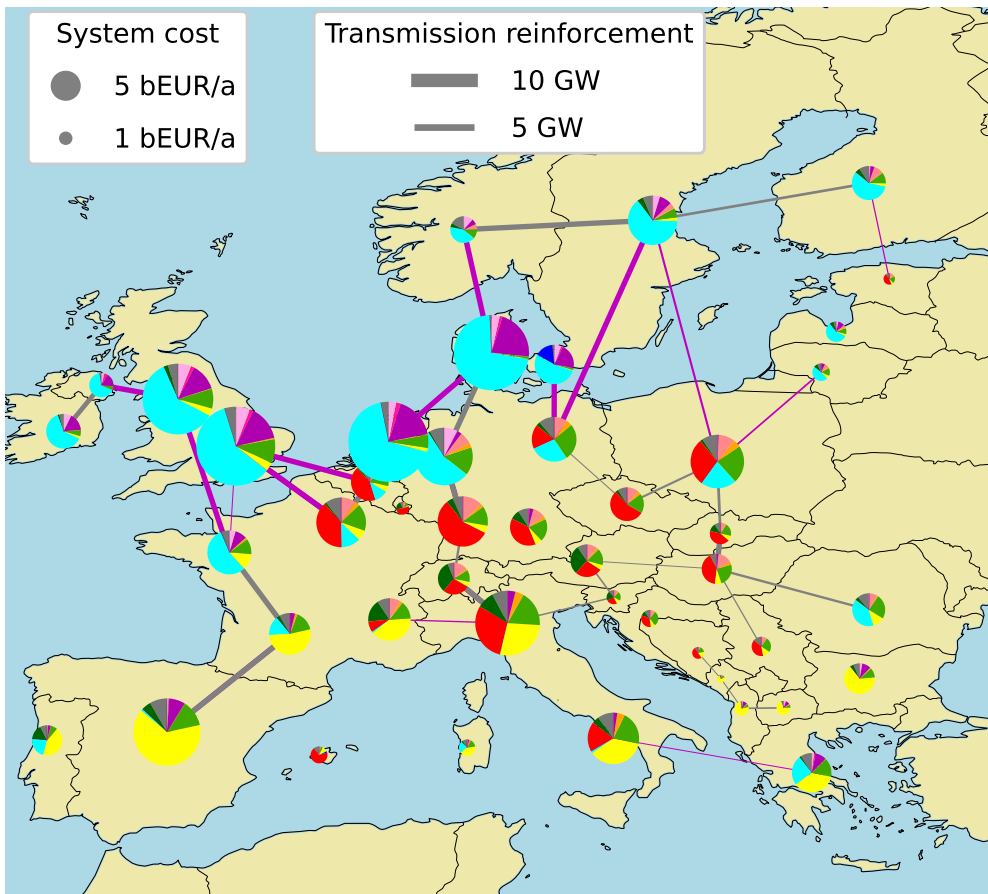 System cost
5 bEUR/a
1 bEUR/a
Transmission reinforcement
10 GW
5 GW